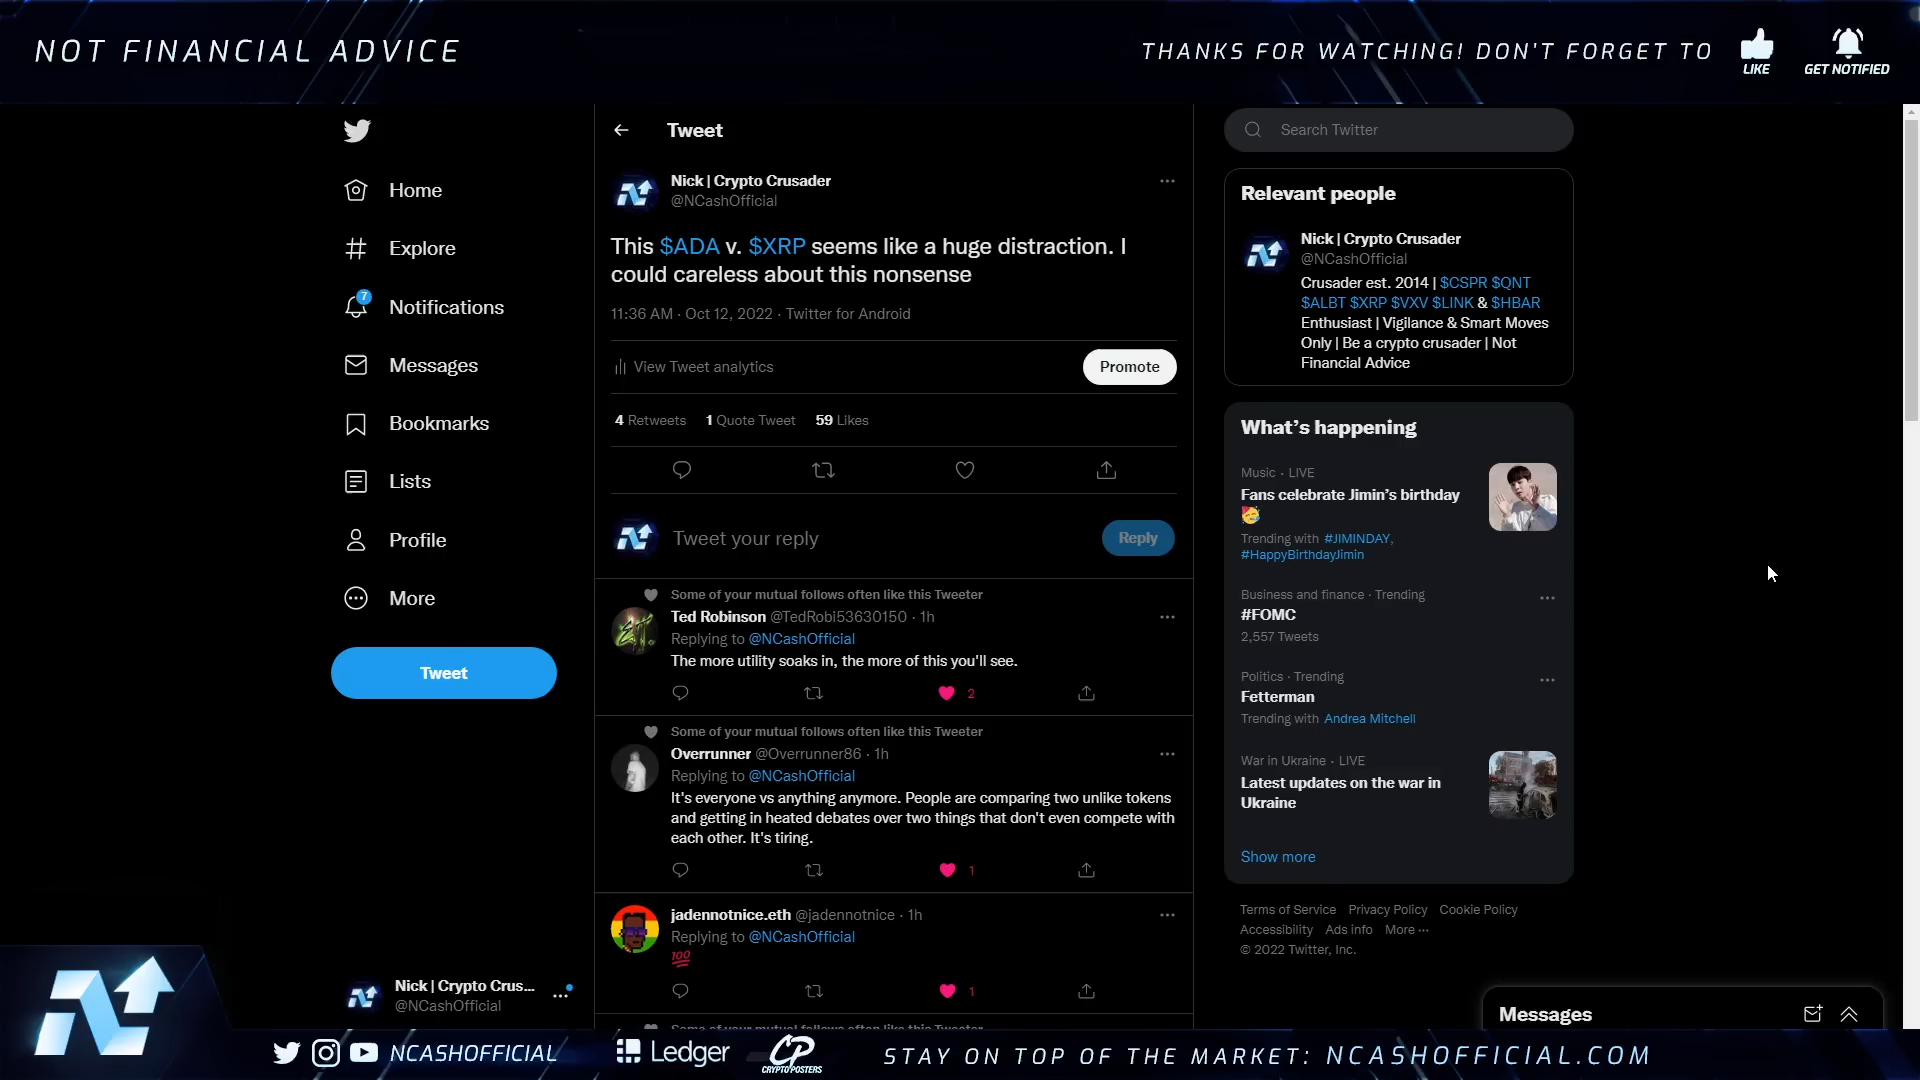 NOT FINANCIAL ADVICE
THANKS FOR WATCHING! DON'T FORGET TO
LIKE
GET NOTIFIED
Home
Explore
7
Notifications
Messages
Bookmarks
Lists
Profile
More
Tweet
Nick | Crypto Crus...
@NCashOfficial
Tweet
Nick | Crypto Crusader
@NCashOfficial
This $ADA v. $XRP seems like a huge distraction. I
could careless about this nonsense
11:36 AM · Oct 12, 2022 · Twitter for Android
View Tweet analytics
Promote
4 Retweets 1 Quote Tweet 59 Likes
Tweet your reply
Reply
Some of your mutual follows often like this Tweeter
Ted Robinson @TedRobi53630150 · 1h
Replying to @NCashOfficial
The more utility soaks in, the more of this you'll see.
2
Some of your mutual follows often like this Tweeter
Overrunner @Overrunner86 · 1h
Replying to @NCashOfficial
It's everyone vs anything anymore. People are comparing two unlike tokens
and getting in heated debates over two things that don't even compete with
each other. It's tiring.
1
jadennotnice.eth @jadennotnice · 1h
Replying to @NCashOfficial
💯
1
Some of your mutual follows often like this Tweeter
Search Twitter
Relevant people
Nick | Crypto Crusader
@NCashOfficial
Crusader est. 2014 | $CSPR $QNT
$ALBT $XRP $VXV $LINK & $HBAR
Enthusiast | Vigilance & Smart Moves
Only | Be a crypto crusader | Not
Financial Advice
What's happening
Music · LIVE
Fans celebrate Jimin's birthday
🥳
Trending with #JIMINDAY,
#HappyBirthdayJimin
Business and finance · Trending
#FOMC
2,557 Tweets
Politics · Trending
Fetterman
Trending with Andrea Mitchell
War in Ukraine · LIVE
Latest updates on the war in
Ukraine
Show more
Terms of Service Privacy Policy Cookie Policy
Accessibility Ads info More ···
© 2022 Twitter, Inc.
Messages
NCASHOFFICIAL
Ledger
CP
CRYPTO POSTERS
STAY ON TOP OF THE MARKET: NCASHOFFICIAL.COM